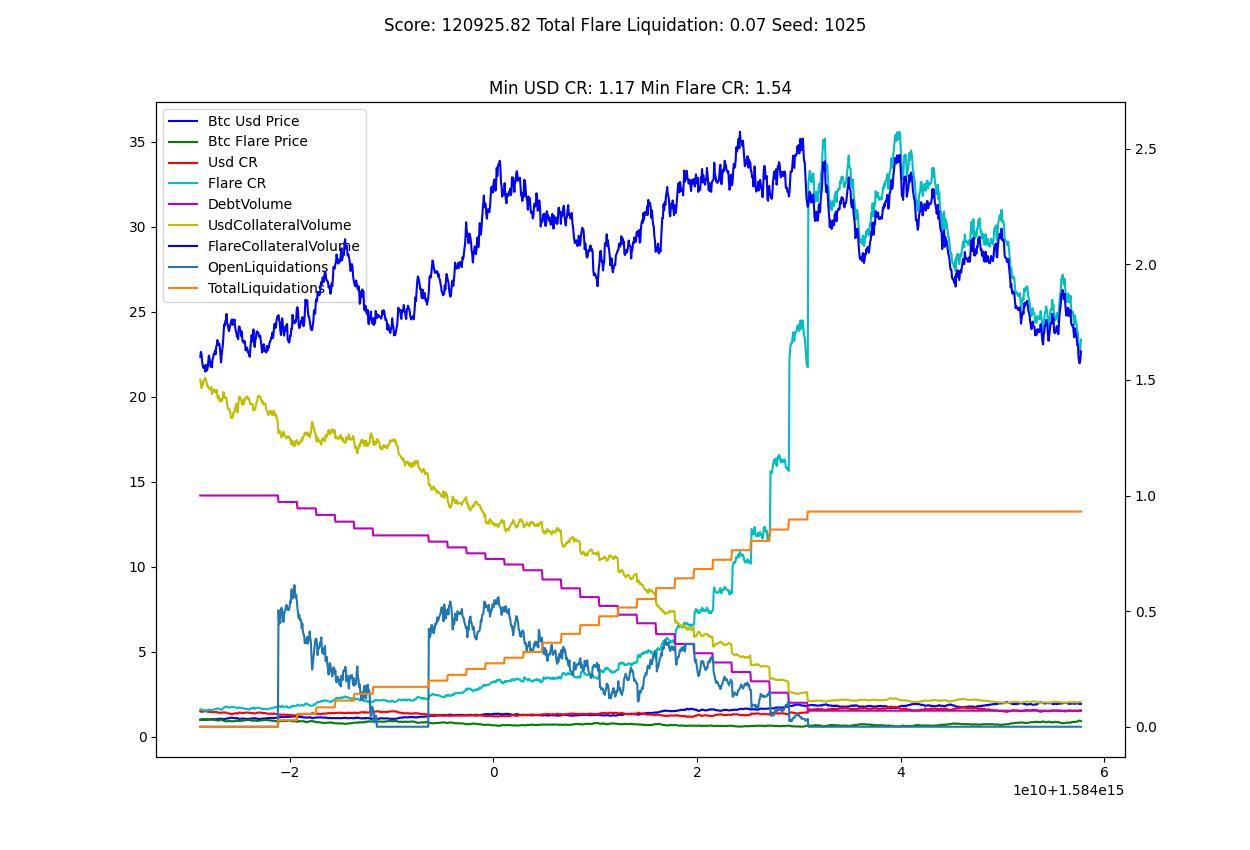 Score: 120925.82 Total Flare Liquidation: 0.07 Seed: 1025
Min USD CR: 1.17 Min Flare CR: 1.54
Btc Usd Price
Btc Flare Price
Usd CR
Flare CR
DebtVolume
UsdCollateralVolume
FlareCollateralVolume
OpenLiquidations
TotalLiquidations
35
30
25
20
15
10
5
0
2.5
2.0
1.5
1.0
0.5
0.0
−2 0 2 4 6
1e10+1.584e15